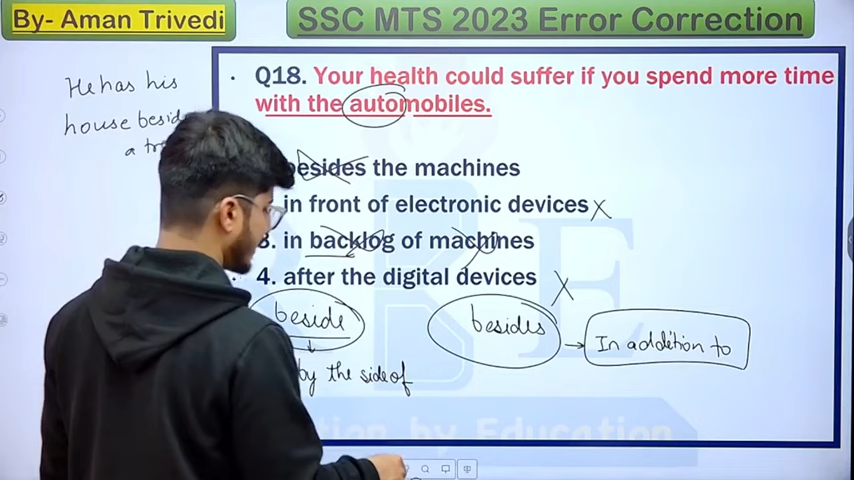 By- Aman Trivedi
SSC MTS 2023 Error Correction
He has his
house
a
Q18. Your health could suffer if you spend more time
with the automobiles.
besides the machines
in front of electronic devices X
3. in backlog of machines
4. after the digital devices X
beside
besides → In addition to
by the side of
by Education